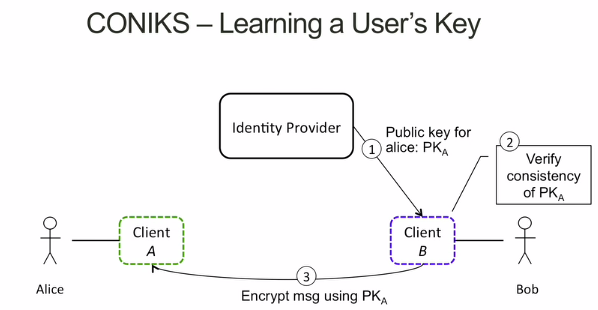 CONIKS – Learning a User's Key
Identity Provider
1
Public key for
alice: PKA
2
Verify
consistency
of PKA
Client
A
Client
B
3
Encrypt msg using PKA
Alice
Bob